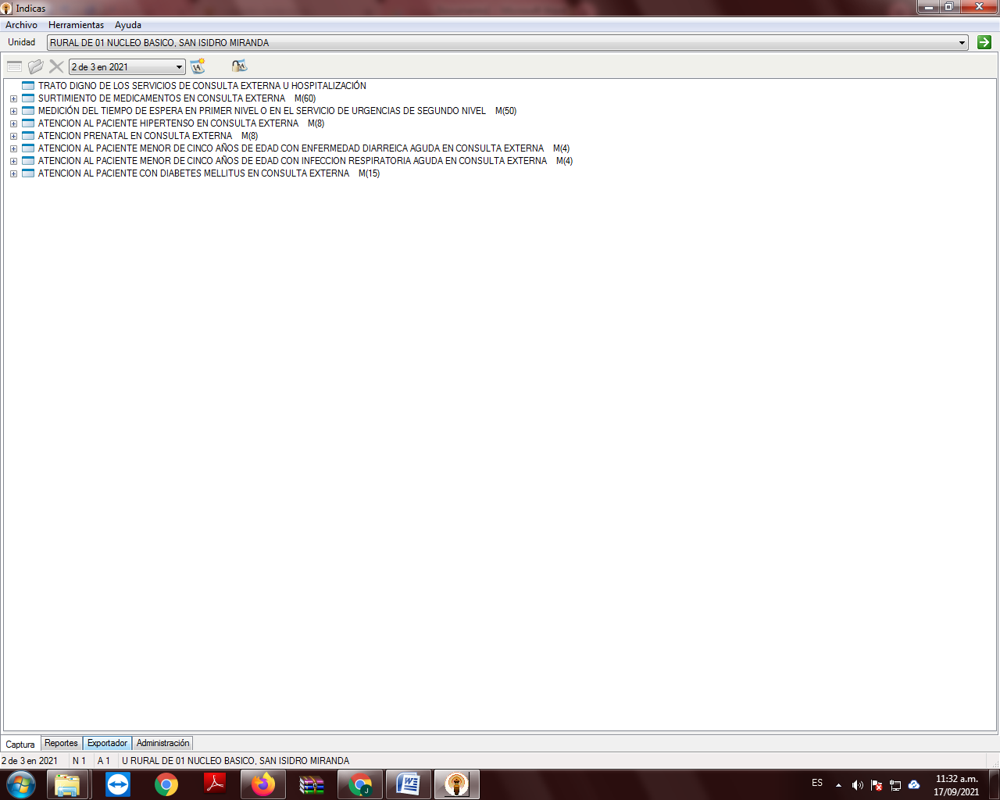 Indicas
Archivo Herramientas Ayuda
Unidad RURAL DE 01 NUCLEO BASICO, SAN ISIDRO MIRANDA
2 de 3 en 2021
TRATO DIGNO DE LOS SERVICIOS DE CONSULTA EXTERNA U HOSPITALIZACIÓN
SURTIMIENTO DE MEDICAMENTOS EN CONSULTA EXTERNA M(60)
MEDICIÓN DEL TIEMPO DE ESPERA EN PRIMER NIVEL O EN EL SERVICIO DE URGENCIAS DE SEGUNDO NIVEL M(50)
ATENCION AL PACIENTE HIPERTENSO EN CONSULTA EXTERNA M(8)
ATENCION PRENATAL EN CONSULTA EXTERNA M(8)
ATENCION AL PACIENTE MENOR DE CINCO AÑOS DE EDAD CON ENFERMEDAD DIARREICA AGUDA EN CONSULTA EXTERNA M(4)
ATENCION AL PACIENTE MENOR DE CINCO AÑOS DE EDAD CON INFECCION RESPIRATORIA AGUDA EN CONSULTA EXTERNA M(4)
ATENCION AL PACIENTE CON DIABETES MELLITUS EN CONSULTA EXTERNA M(15)
Captura Reportes Exportador Administración
2 de 3 en 2021 N 1 A 1 U RURAL DE 01 NUCLEO BASICO, SAN ISIDRO MIRANDA
ES
11:32 a.m.
17/09/2021